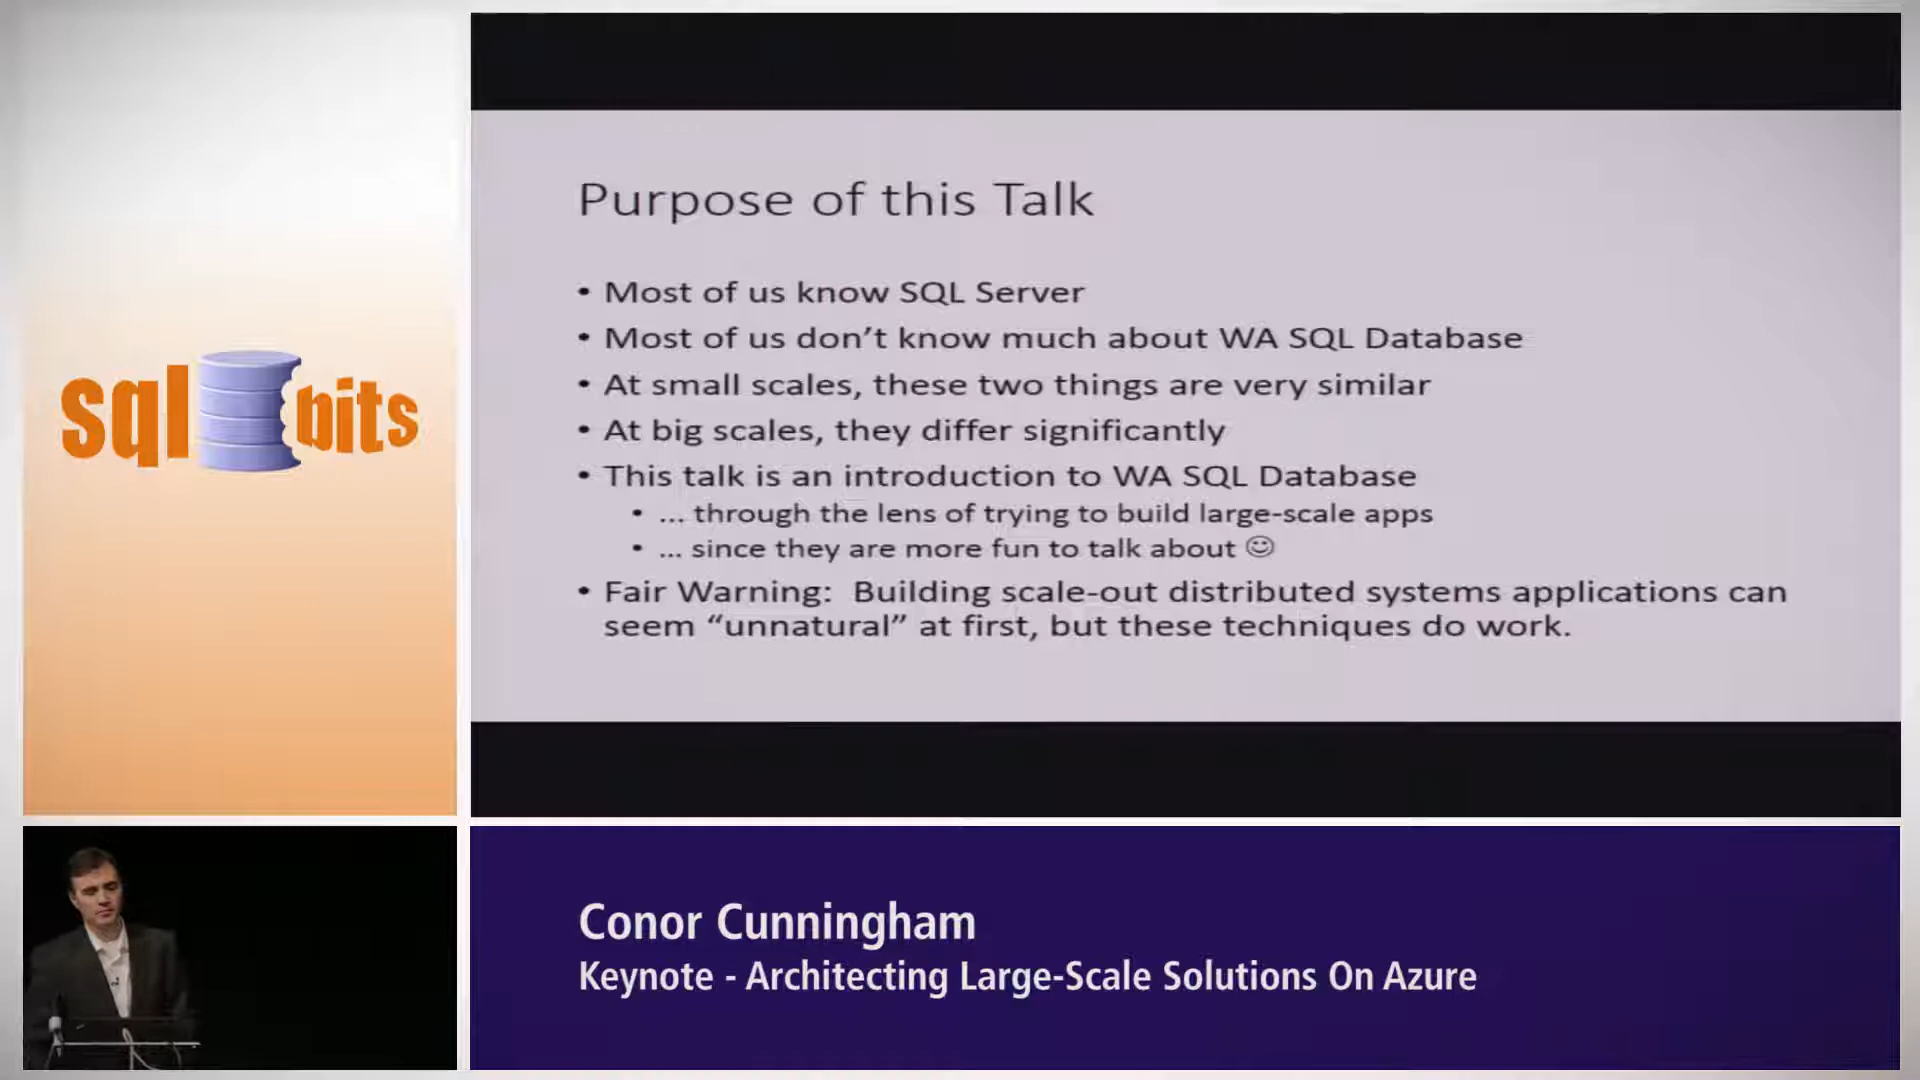 sql bits
Purpose of this Talk
• Most of us know SQL Server
• Most of us don't know much about WA SQL Database
• At small scales, these two things are very similar
• At big scales, they differ significantly
• This talk is an introduction to WA SQL Database
• ... through the lens of trying to build large-scale apps
• ... since they are more fun to talk about ☺
• Fair Warning:  Building scale-out distributed systems applications can
seem “unnatural” at first, but these techniques do work.
Conor Cunningham
Keynote - Architecting Large-Scale Solutions On Azure